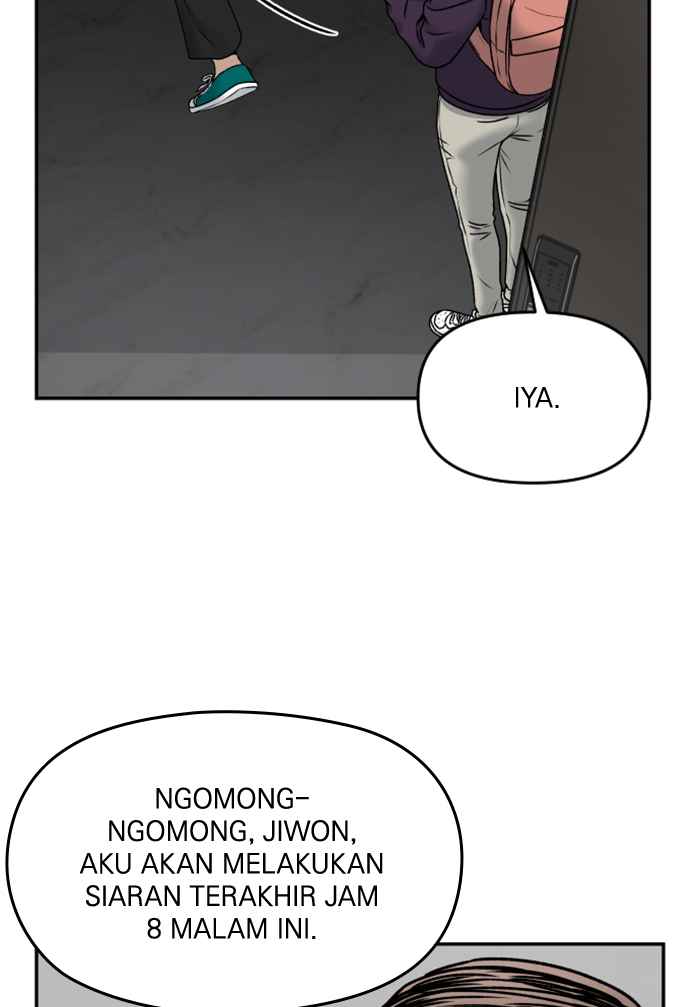 IYA.
NGOMONG-
NGOMONG, JIWON,
AKU AKAN MELAKUKAN
SIARAN TERAKHIR JAM
8 MALAM INI.